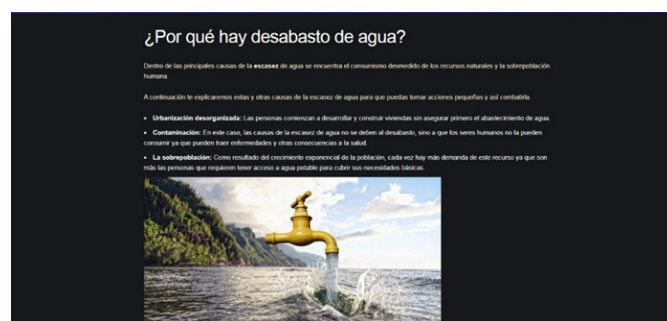 ¿Por qué hay desabasto de agua?
Dentro de las principales causas de la escasez de agua se encuentra el consumismo desmedido de los recursos naturales y la sobrepoblación
humana.
A continuación te explicaremos estas y otras causas de la escasez de agua para que puedas tomar acciones pequeñas y así combatirla.
• Urbanización desorganizada: Las personas comienzan a desarrollar y construir viviendas sin asegurar primero el abastecimiento de agua.
• Contaminación: En este caso, las causas de la escasez de agua no se deben al desabasto, sino a que los seres humanos no la pueden
consumir ya que pueden traer enfermedades y otras consecuencias a la salud.
• La sobrepoblación: Como resultado del crecimiento exponencial de la población, cada vez hay más demanda de este recurso ya que son
más las personas que requieren tener acceso a agua potable para cubrir sus necesidades básicas.